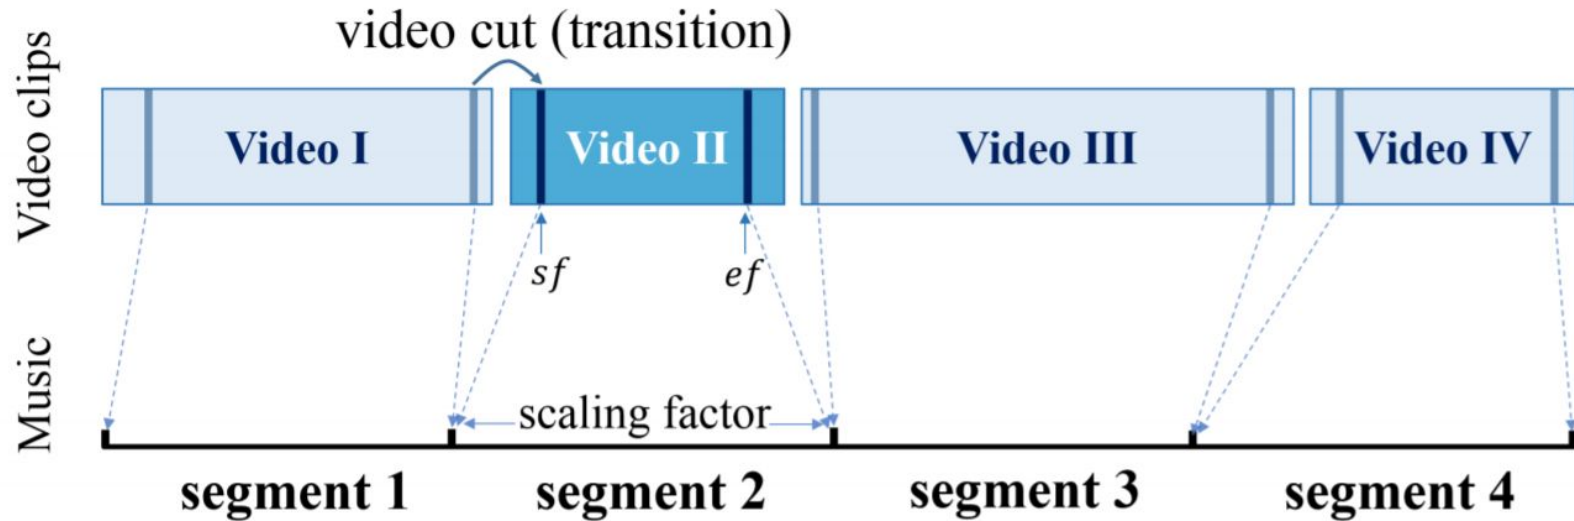 video cut (transition)
Video clips
Video I
Video II
Video III
Video IV
sf
ef
Music
scaling factor
segment 1
segment 2
segment 3
segment 4